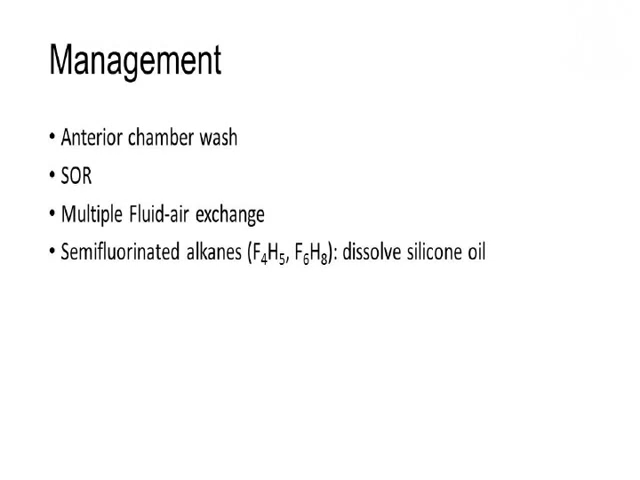 Management
• Anterior chamber wash
• SOR
• Multiple Fluid-air exchange
• Semifluorinated alkanes (F₄H₅, F₆H₈): dissolve silicone oil